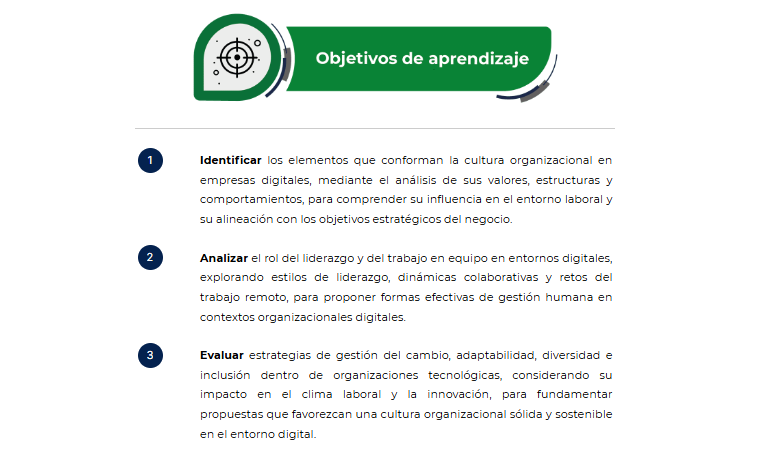 Objetivos de aprendizaje
1
Identificar los elementos que conforman la cultura organizacional en
empresas digitales, mediante el análisis de sus valores, estructuras y
comportamientos, para comprender su influencia en el entorno laboral y
su alineación con los objetivos estratégicos del negocio.
2
Analizar el rol del liderazgo y del trabajo en equipo en entornos digitales,
explorando estilos de liderazgo, dinámicas colaborativas y retos del
trabajo remoto, para proponer formas efectivas de gestión humana en
contextos organizacionales digitales.
3
Evaluar estrategias de gestión del cambio, adaptabilidad, diversidad e
inclusión dentro de organizaciones tecnológicas, considerando su
impacto en el clima laboral y la innovación, para fundamentar
propuestas que favorezcan una cultura organizacional sólida y sostenible
en el entorno digital.